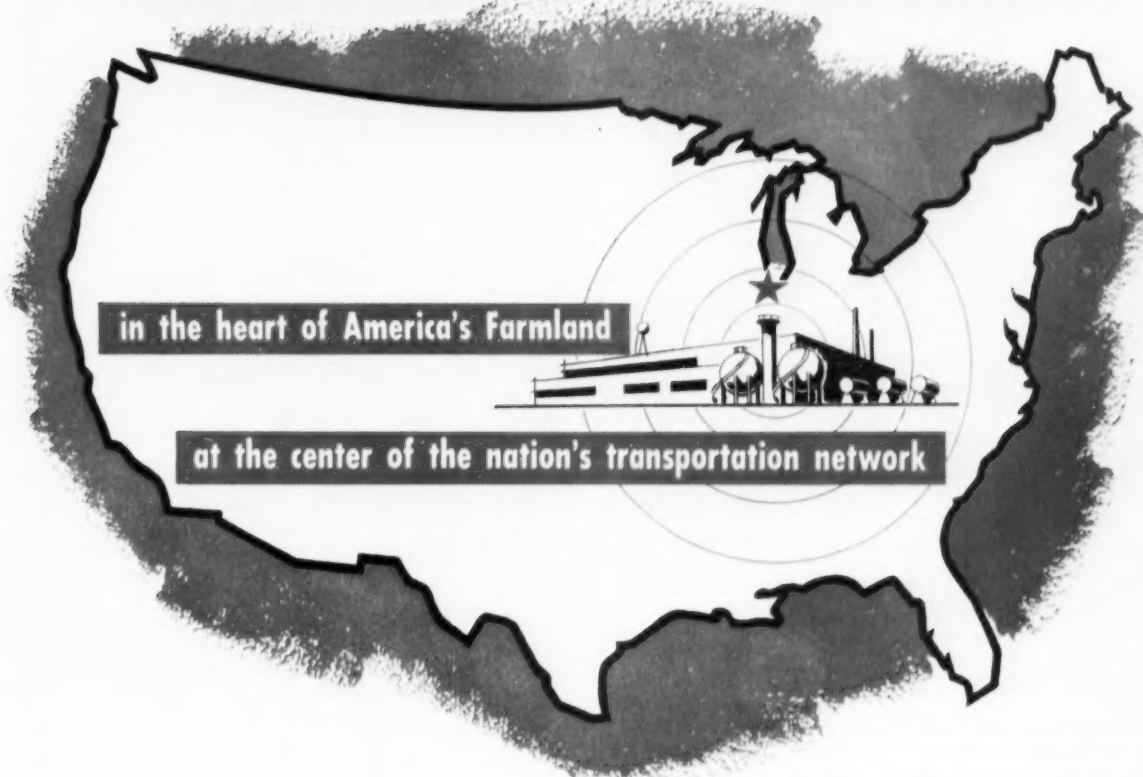 in the heart of America's Farmland
at the center of the nation's transportation network